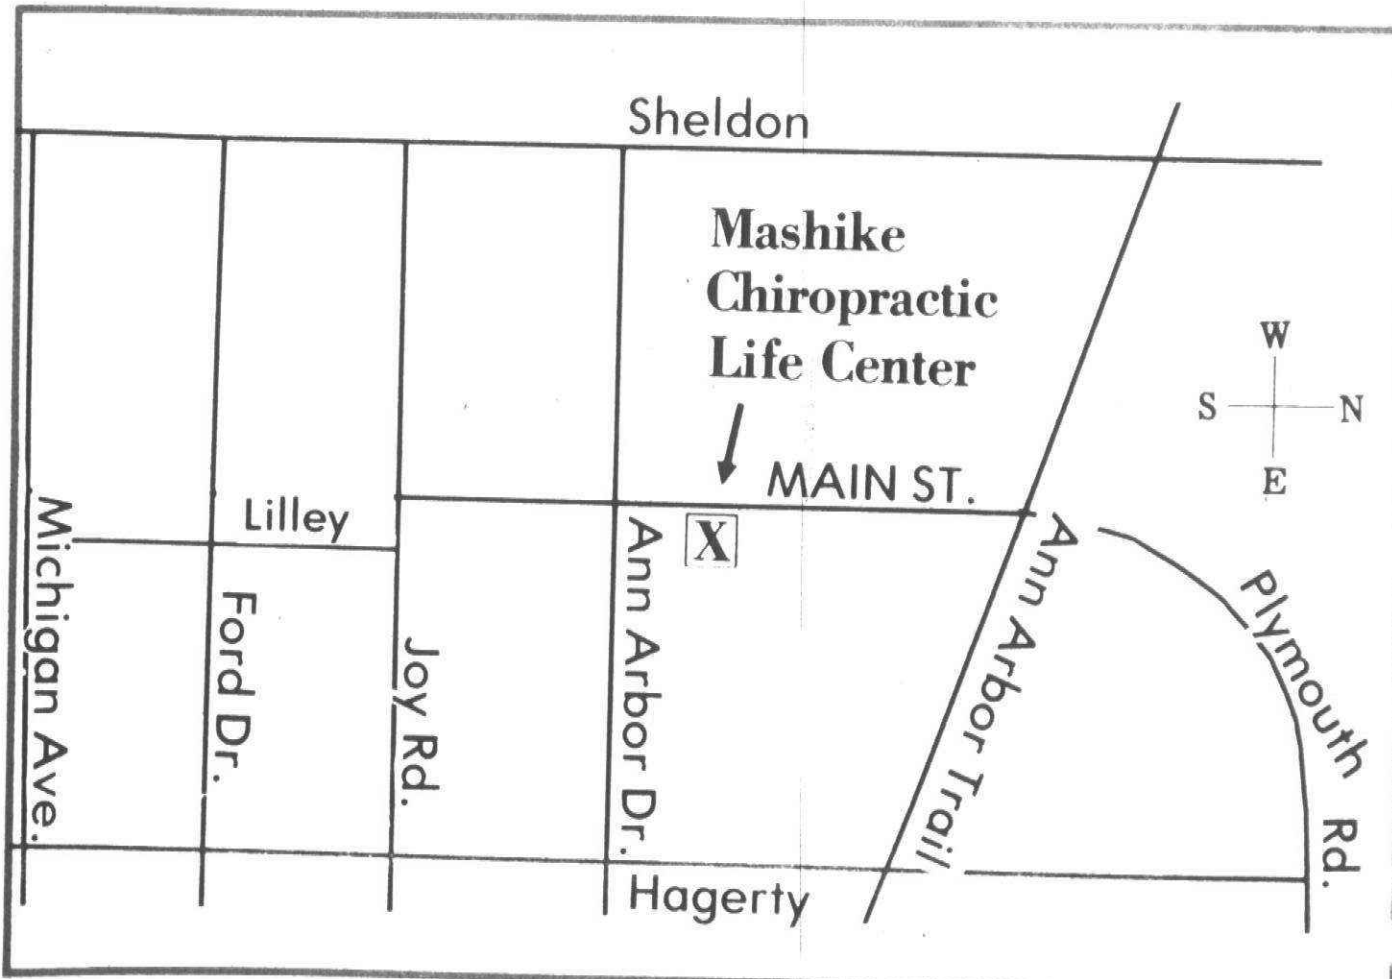 Sheldon
Mashike
Chiropractic
Life Center
W
S N
E
MAIN ST.
Lilley
X
Michigan Ave.
Ford Dr.
Joy Rd.
Ann Arbor Dr.
Ann Arbor Trail
Plymouth Rd.
Hagerty